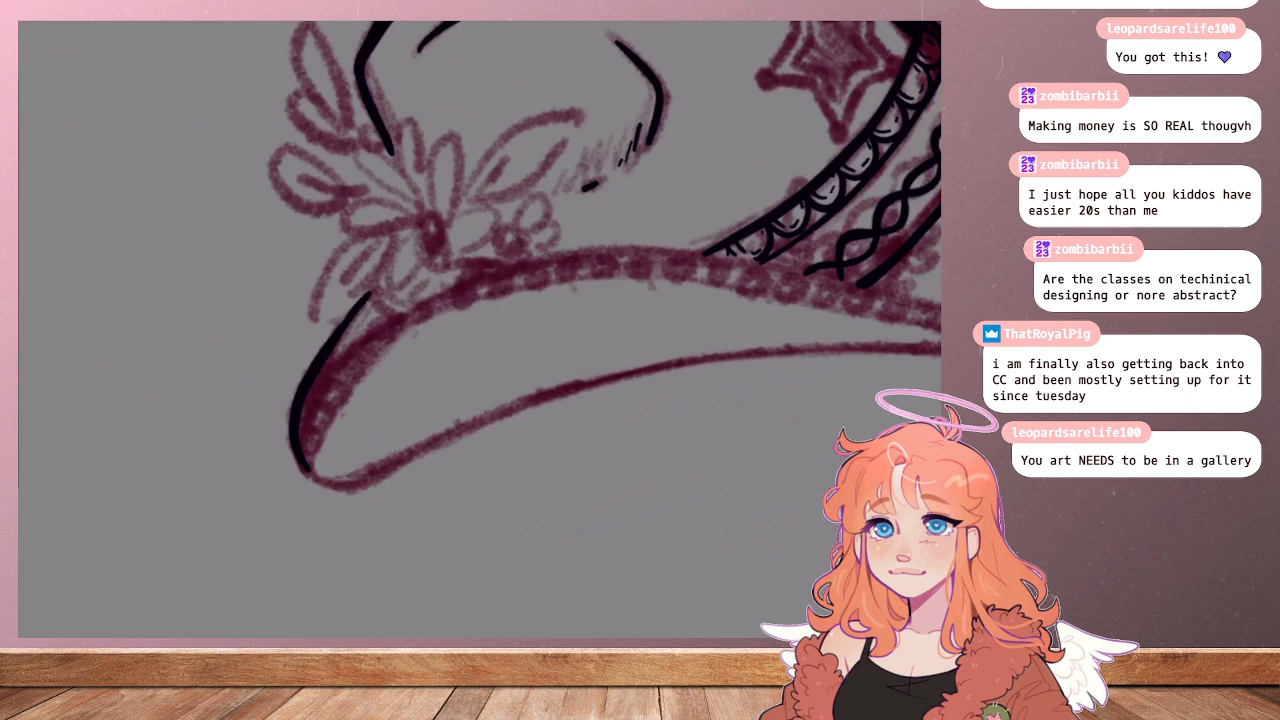 leopardsarelife100
You got this! 💜
zombibarbii
Making money is SO REAL thougvh
zombibarbii
I just hope all you kiddos have
easier 20s than me
zombibarbii
Are the classes on techinical
designing or nore abstract?
ThatRoyalPig
i am finally also getting back into
CC and been mostly setting up for it
since tuesday
leopardsarelife100
You art NEEDS to be in a gallery